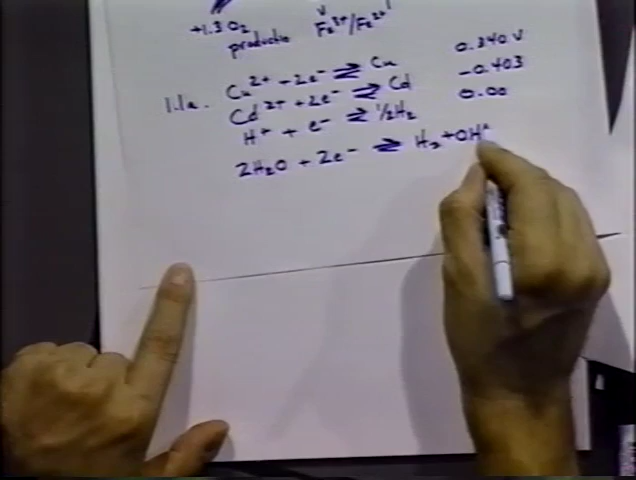 +1.3 O₂ Fe³⁺/Fe²⁺
productio
1.1a. Cu²⁺ + 2e⁻ ⇌ Cu 0.340 V
Cd²⁺ + 2e⁻ ⇌ Cd -0.403
H⁺ + e⁻ ⇌ ½H₂ 0.00
2H₂O + 2e⁻ ⇌ H₂ + OH